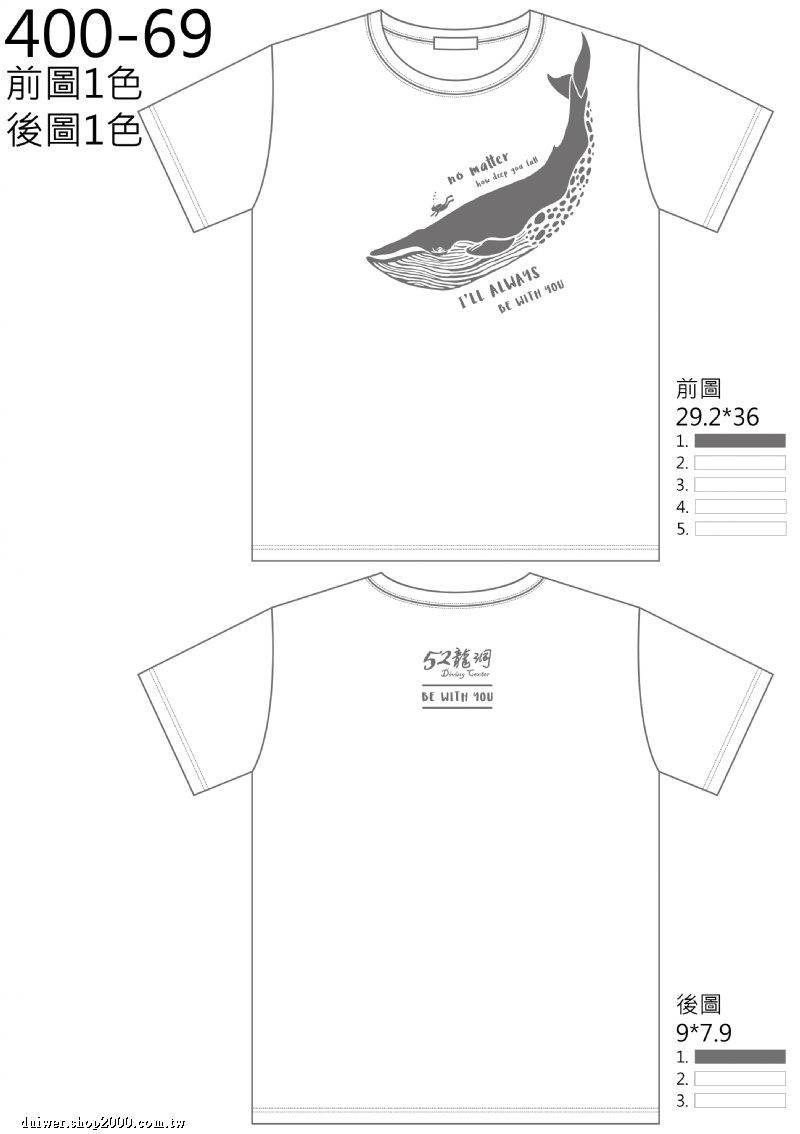 400-69
前圖1色
後圖1色
no matter
how deep you fall
I'LL ALWAYS
BE WITH YOU
前圖
29.2*36
1.
2.
3.
4.
5.
52龍洞
Diving Center
BE WITH YOU
後圖
9*7.9
1.
2.
3.
duiwer.shop2000.com.tw